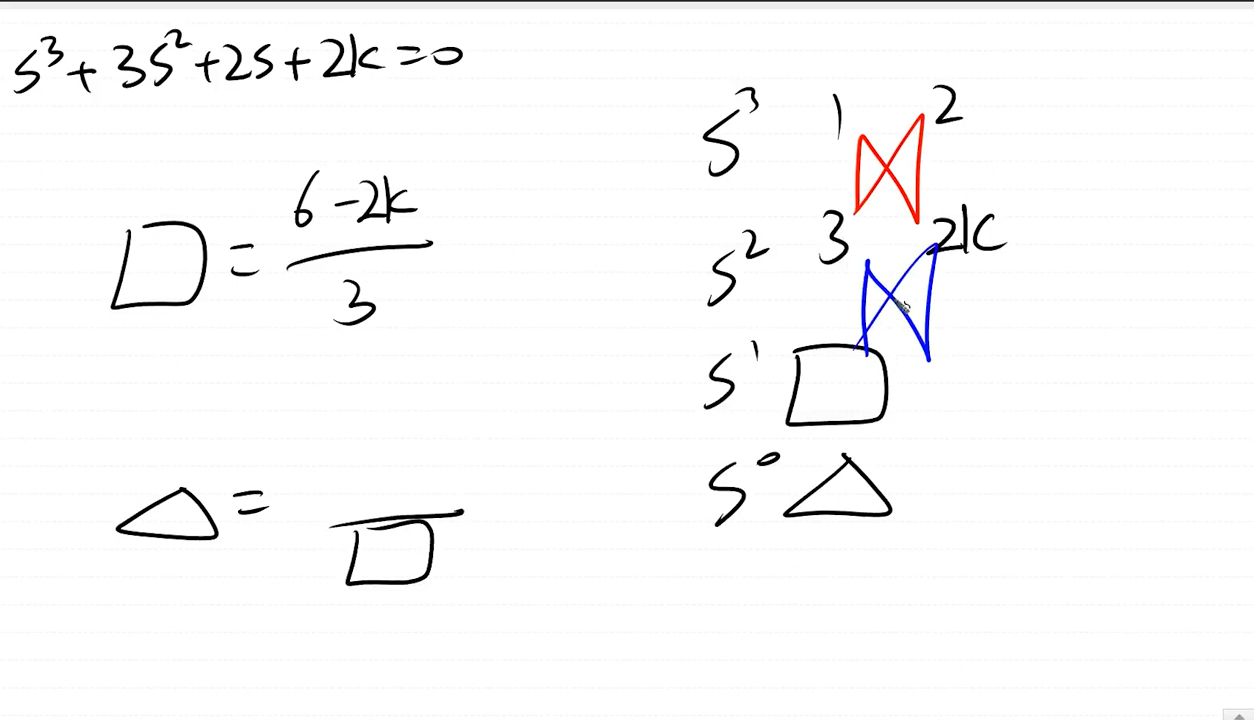 s³ + 3s² + 2s + 2k = 0
s³ 1 2
s² 3 2k
□ = (6 - 2k) / 3
s¹ □
s⁰ △
△ = / □